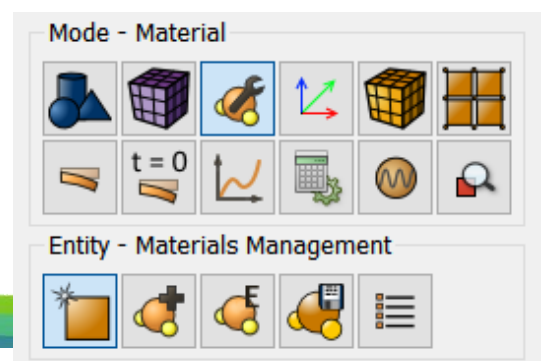 Mode - Material
t = 0
Entity - Materials Management
E